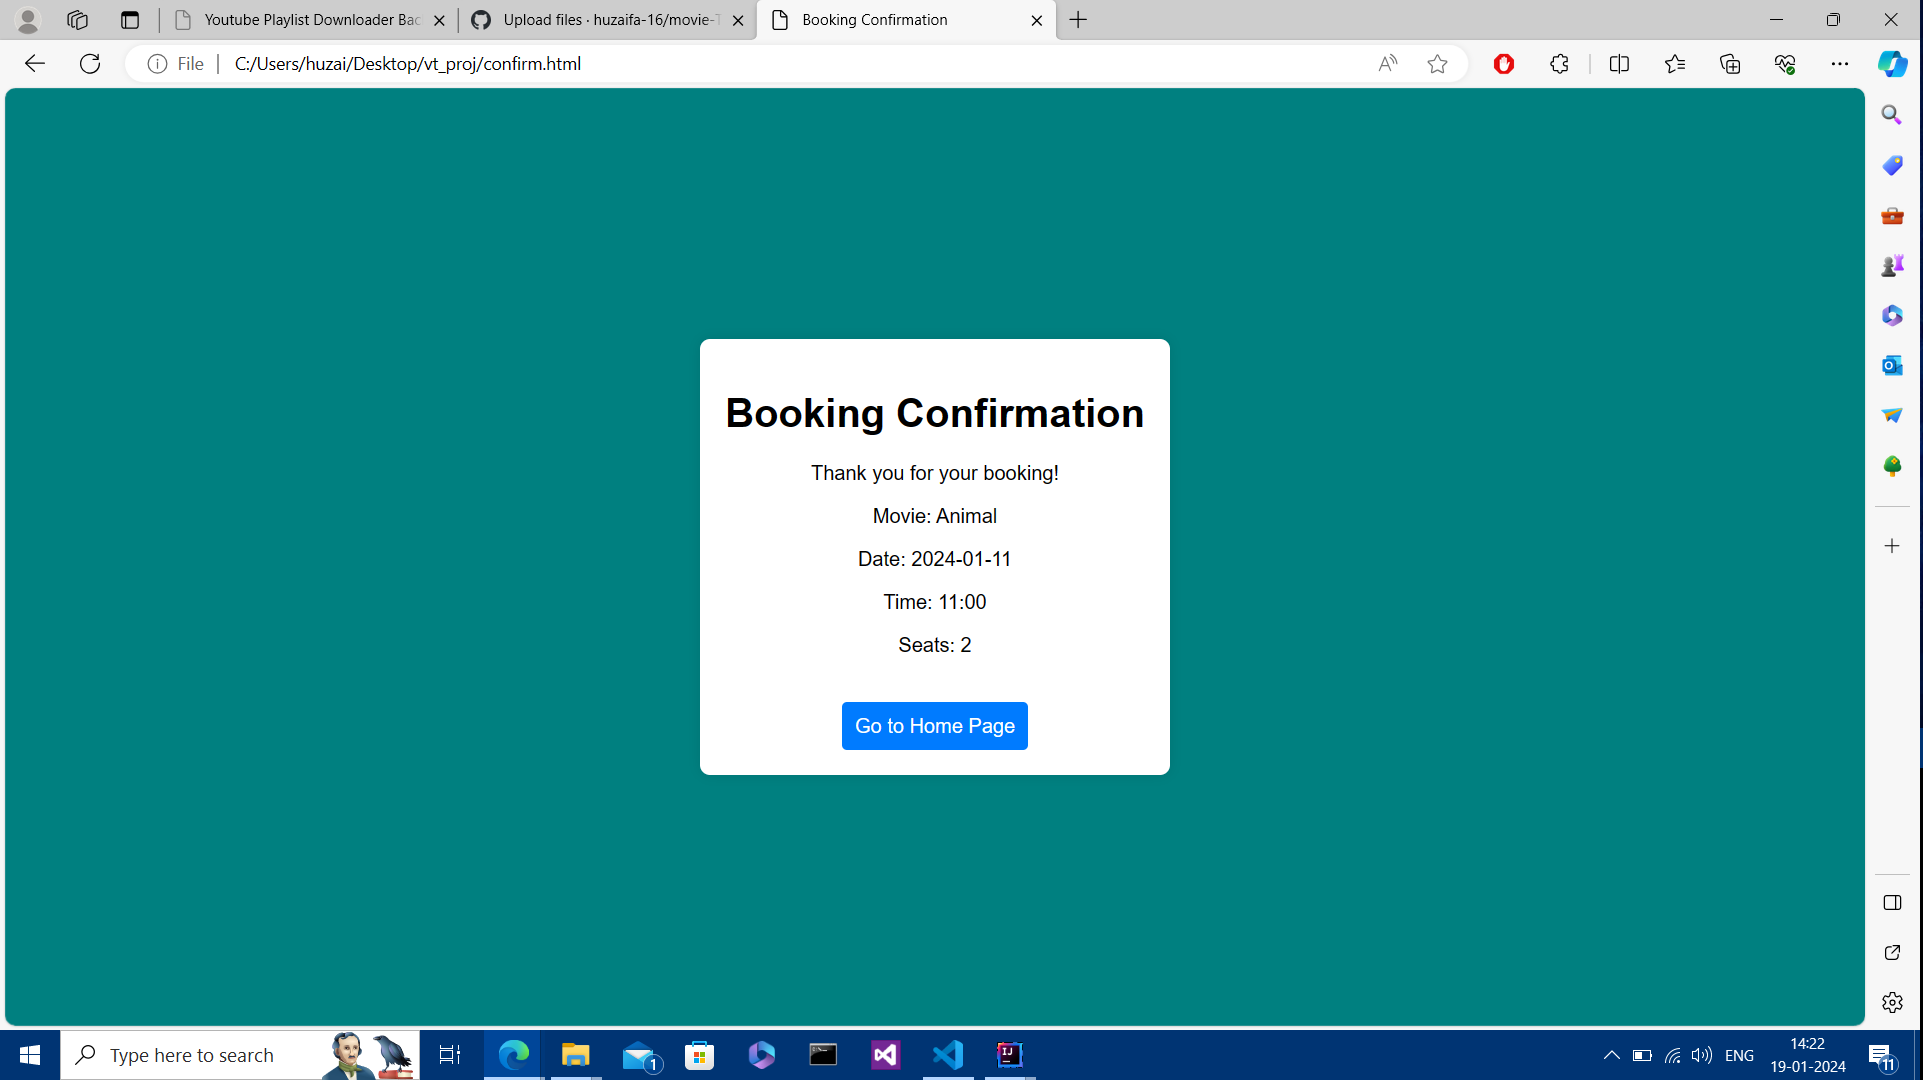 Youtube Playlist Downloader Bac
Upload files · huzaifa-16/movie-T
Booking Confirmation
File
C:/Users/huzai/Desktop/vt_proj/confirm.html
Booking Confirmation
Thank you for your booking!
Movie: Animal
Date: 2024-01-11
Time: 11:00
Seats: 2
Go to Home Page
Type here to search
1
IJ
ENG
14:22
19-01-2024
11